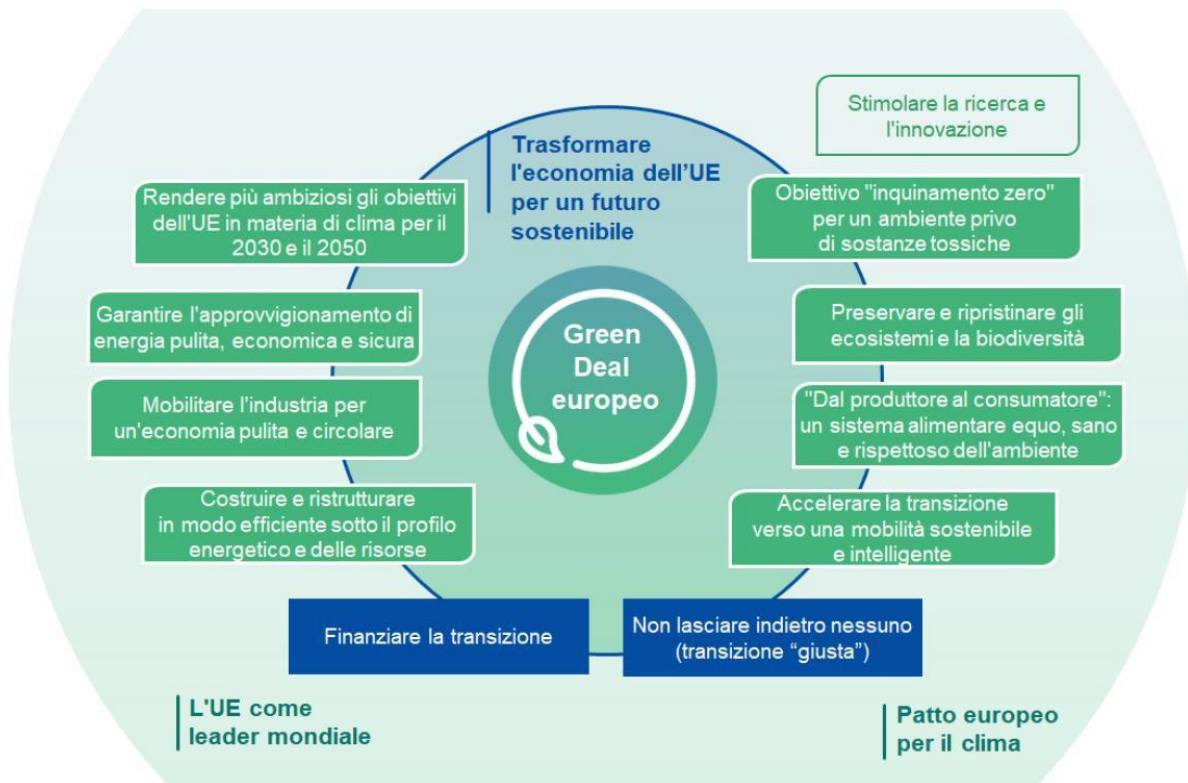 Stimolare la ricerca e
l'innovazione
Trasformare
l'economia dell'UE
per un futuro
sostenibile
Rendere più ambiziosi gli obiettivi
dell'UE in materia di clima per il
2030 e il 2050
Obiettivo "inquinamento zero"
per un ambiente privo
di sostanze tossiche
Garantire l'approvvigionamento di
energia pulita, economica e sicura
Preservare e ripristinare gli
ecosistemi e la biodiversità
Green
Deal
europeo
Mobilitare l'industria per
un'economia pulita e circolare
"Dal produttore al consumatore":
un sistema alimentare equo, sano
e rispettoso dell'ambiente
Costruire e ristrutturare
in modo efficiente sotto il profilo
energetico e delle risorse
Accelerare la transizione
verso una mobilità sostenibile
e intelligente
Finanziare la transizione
Non lasciare indietro nessuno
(transizione “giusta”)
L'UE come
leader mondiale
Patto europeo
per il clima